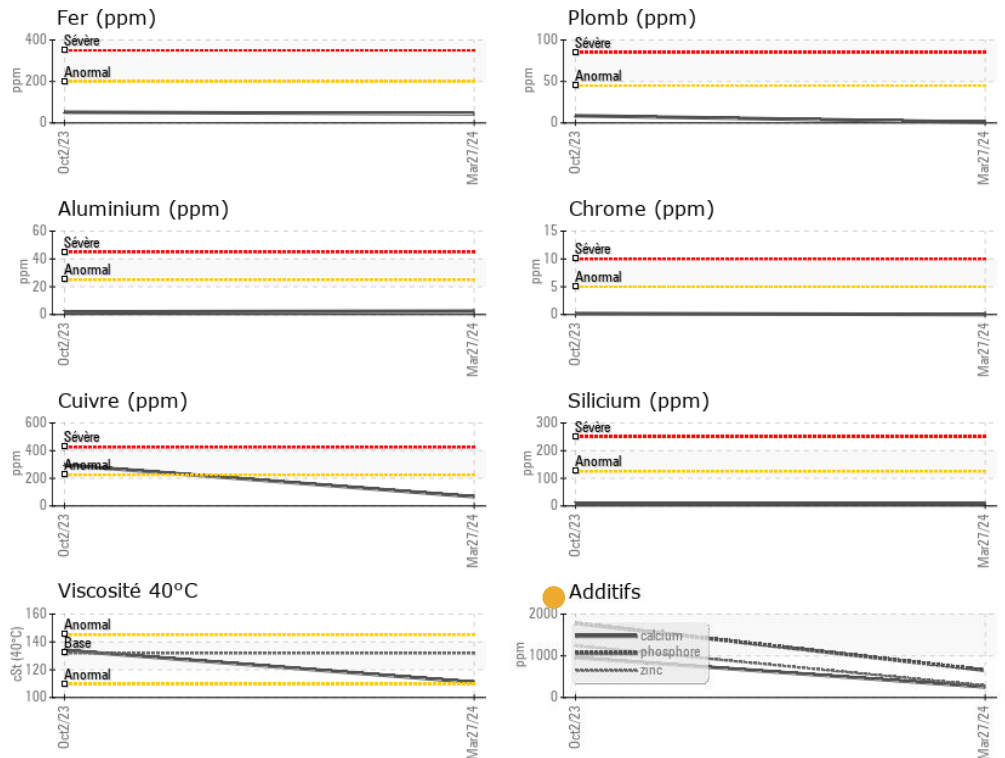 Fer (ppm)
400
200
0
ppm
Sévère
Anormal
Oct2/23
Mar27/24
Plomb (ppm)
100
50
0
ppm
Sévère
Anormal
Oct2/23
Mar27/24
Aluminium (ppm)
60
40
20
0
ppm
Sévère
Anormal
Oct2/23
Mar27/24
Chrome (ppm)
15
10
5
0
ppm
Sévère
Anormal
Oct2/23
Mar27/24
Cuivre (ppm)
600
400
200
0
ppm
Sévère
Anormal
Oct2/23
Mar27/24
Silicium (ppm)
300
200
100
0
ppm
Sévère
Anormal
Oct2/23
Mar27/24
Viscosité 40°C
160
140
120
100
cSt (40°C)
Anormal
Base
Anormal
Oct2/23
Mar27/24
Additifs
2000
1000
0
ppm
calcium
phosphore
zinc
Oct2/23
Mar27/24